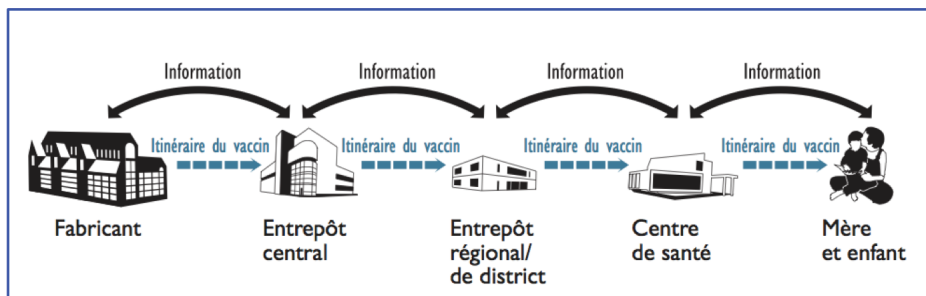 Information
Information
Information
Information
Itinéraire du vaccin
Itinéraire du vaccin
Itinéraire du vaccin
Itinéraire du vaccin
Fabricant
Entrepôt
central
Entrepôt
régional/
de district
Centre
de santé
Mère
et enfant